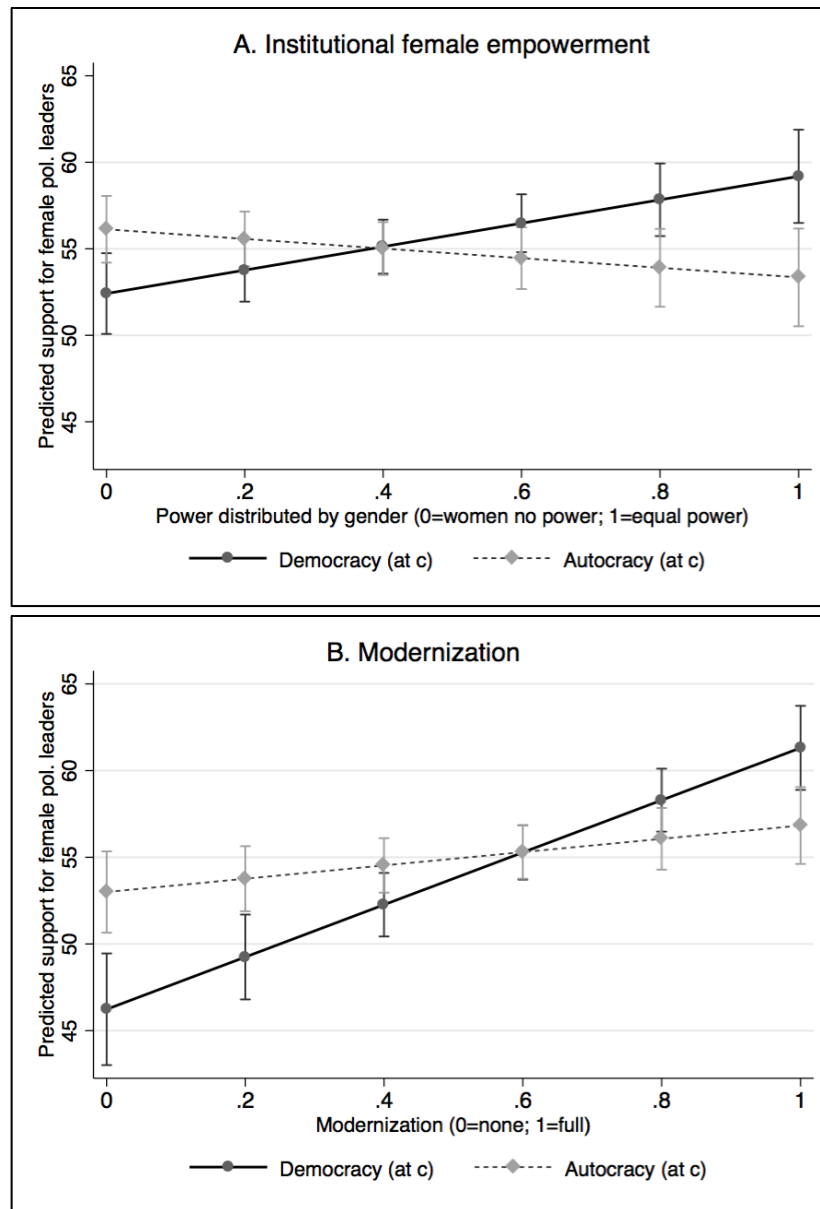 A. Institutional female empowerment
Predicted support for female pol. leaders
65
60
55
50
45
0 .2 .4 .6 .8 1
Power distributed by gender (0=women no power; 1=equal power)
Democracy (at c) Autocracy (at c)
B. Modernization
Predicted support for female pol. leaders
65
60
55
50
45
0 .2 .4 .6 .8 1
Modernization (0=none; 1=full)
Democracy (at c) Autocracy (at c)